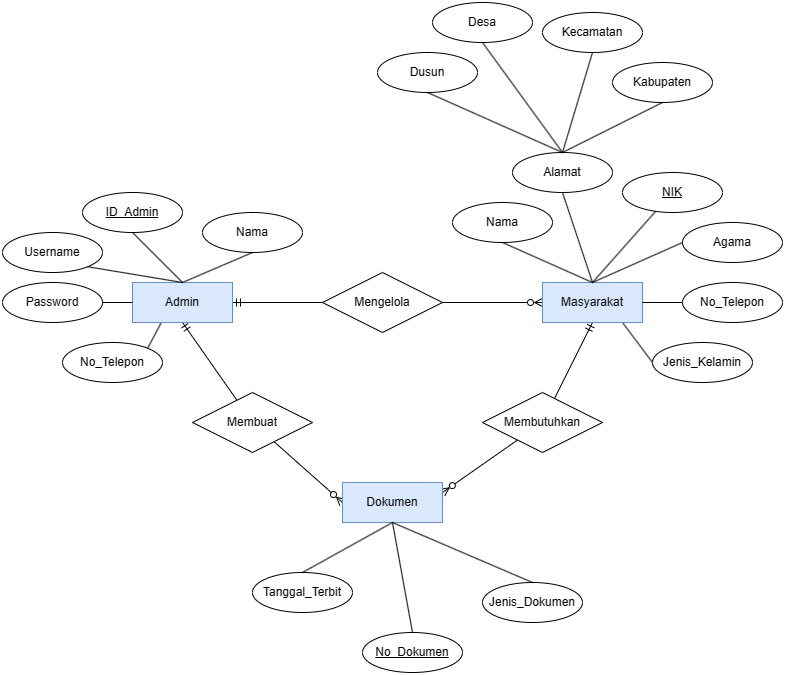 Desa
Kecamatan
Dusun
Kabupaten
Alamat
NIK
ID_Admin
Nama
Nama
Agama
Username
Password
Admin
Mengelola
Masyarakat
No_Telepon
No_Telepon
Jenis_Kelamin
Membuat
Membutuhkan
Dokumen
Tanggal_Terbit
Jenis_Dokumen
No_Dokumen